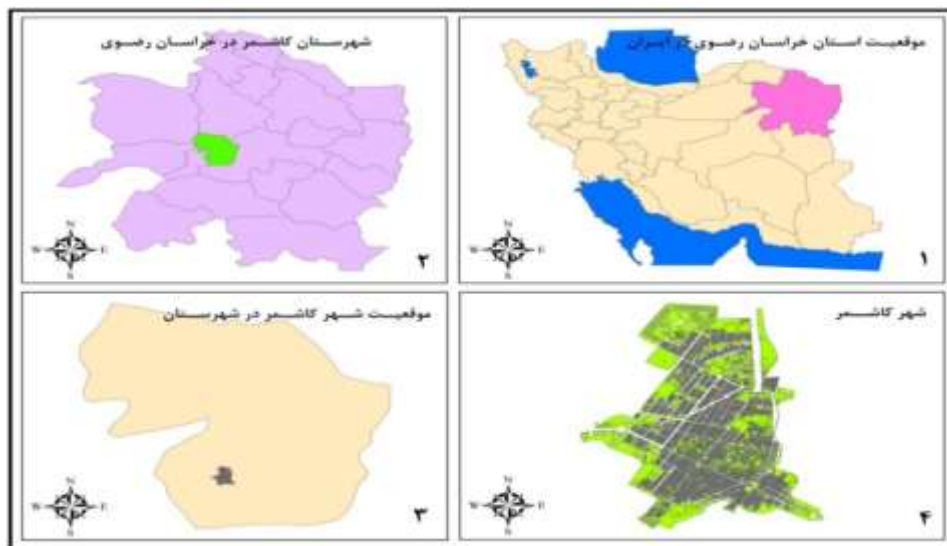 موقعیت استان خراسان رضوی در ایران
N
W E
S
۱
شهرستان کاشمر در خراسان رضوی
N
W E
S
۲
موقعیت شهر کاشمر در شهرستان
N
W E
S
۳
شهر کاشمر
N
W E
S
۴